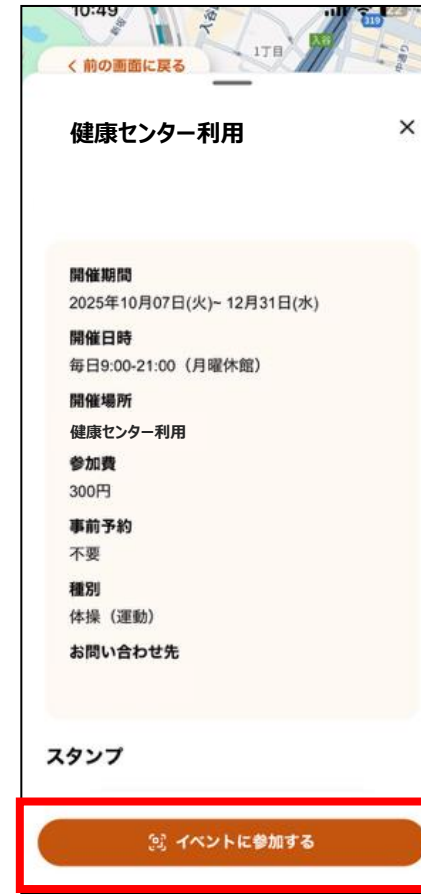 10:49
1丁目
入谷
319
前の画面に戻る
健康センター利用
×
開催期間
2025年10月07日(火)~ 12月31日(水)
開催日時
毎日9:00-21:00（月曜休館）
開催場所
健康センター利用
参加費
300円
事前予約
不要
種別
体操（運動）
お問い合わせ先
スタンプ
イベントに参加する